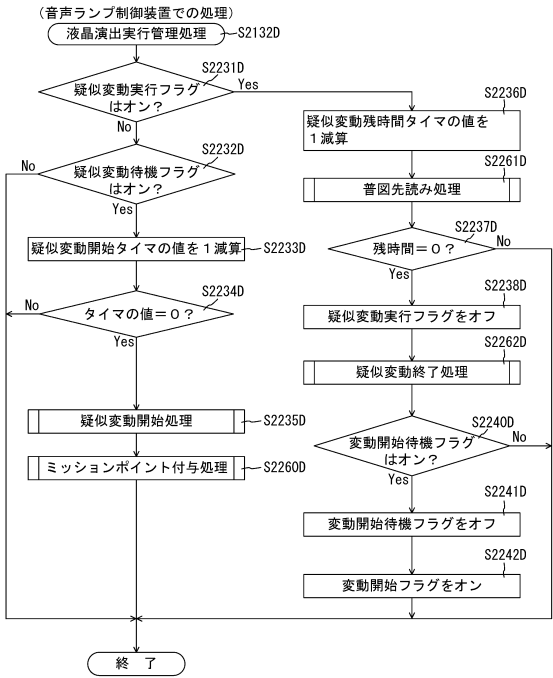 (音声ランプ制御装置での処理)
液晶演出実行管理処理 S2132D
S2231D
疑似変動実行フラグ
はオン?
Yes
No
S2232D
疑似変動待機フラグ
はオン?
No
Yes
疑似変動開始タイマの値を1減算 S2233D
S2234D
タイマの値=0?
No
Yes
疑似変動開始処理 S2235D
ミッションポイント付与処理 S2260D
S2236D
疑似変動残時間タイマの値を
1減算
S2261D
普図先読み処理
S2237D
残時間=0?
No
Yes
S2238D
疑似変動実行フラグをオフ
S2262D
疑似変動終了処理
S2240D
変動開始待機フラグ
はオン?
No
Yes
S2241D
変動開始待機フラグをオフ
S2242D
変動開始フラグをオン
終 了